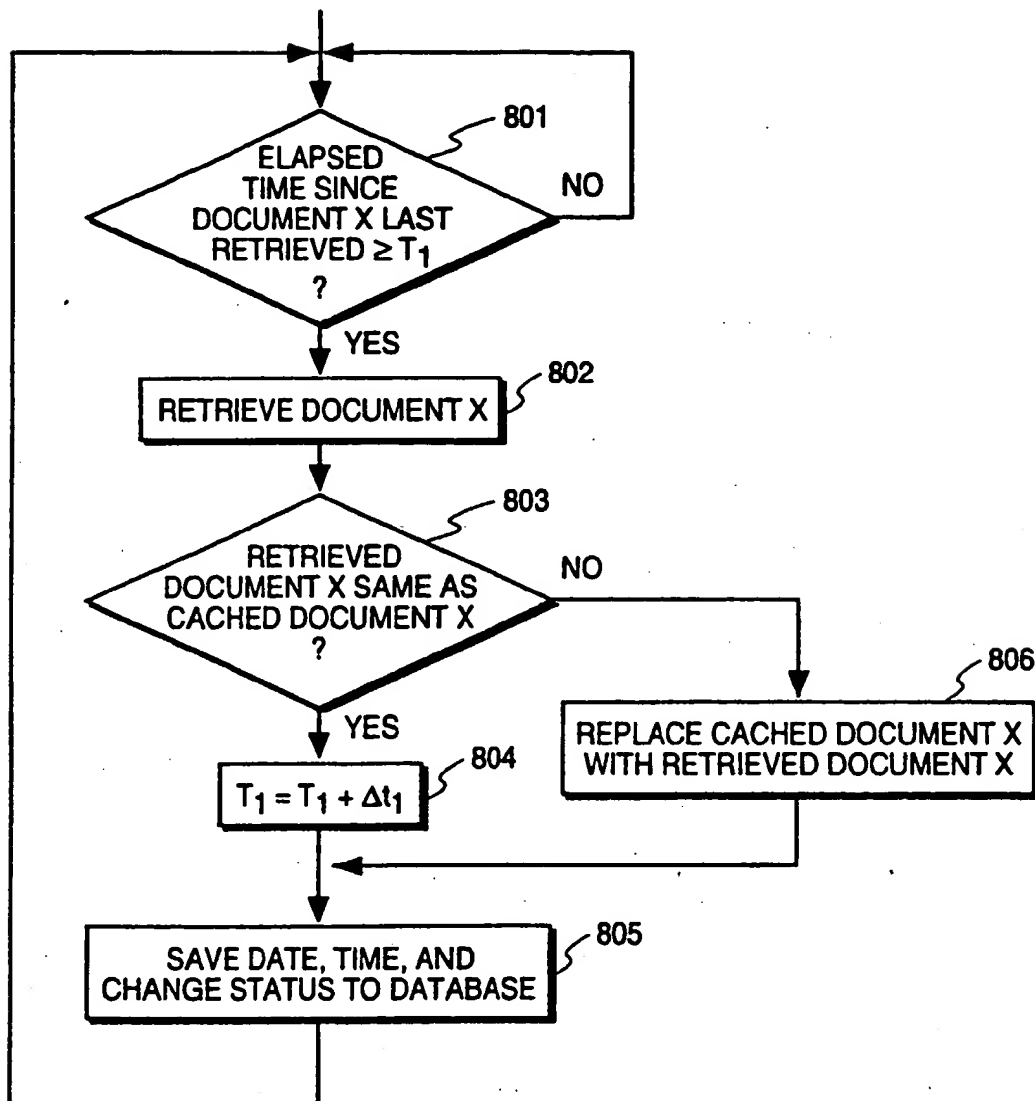 801
ELAPSED
TIME SINCE
DOCUMENT X LAST
RETRIEVED ≥ T₁
?
NO
YES
802
RETRIEVE DOCUMENT X
803
RETRIEVED
DOCUMENT X SAME AS
CACHED DOCUMENT X
?
NO
YES
806
REPLACE CACHED DOCUMENT X
WITH RETRIEVED DOCUMENT X
804
T₁ = T₁ + Δt₁
805
SAVE DATE, TIME, AND
CHANGE STATUS TO DATABASE